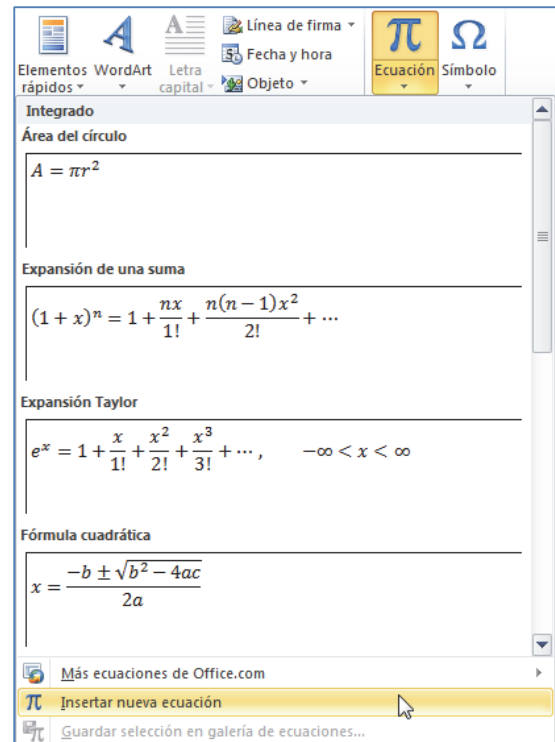 Línea de firma
Fecha y hora
Objeto
Elementos rápidos
WordArt
Letra capital
Ecuación
Símbolo
Integrado
Área del círculo
A = πr²
Expansión de una suma
(1 + x)ⁿ = 1 + nx/1! + n(n − 1)x²/2! + ⋯
Expansión Taylor
eˣ = 1 + x/1! + x²/2! + x³/3! + ⋯ , −∞ < x < ∞
Fórmula cuadrática
x = (−b ± √(b² − 4ac))/2a
Más ecuaciones de Office.com
Insertar nueva ecuación
Guardar selección en galería de ecuaciones...